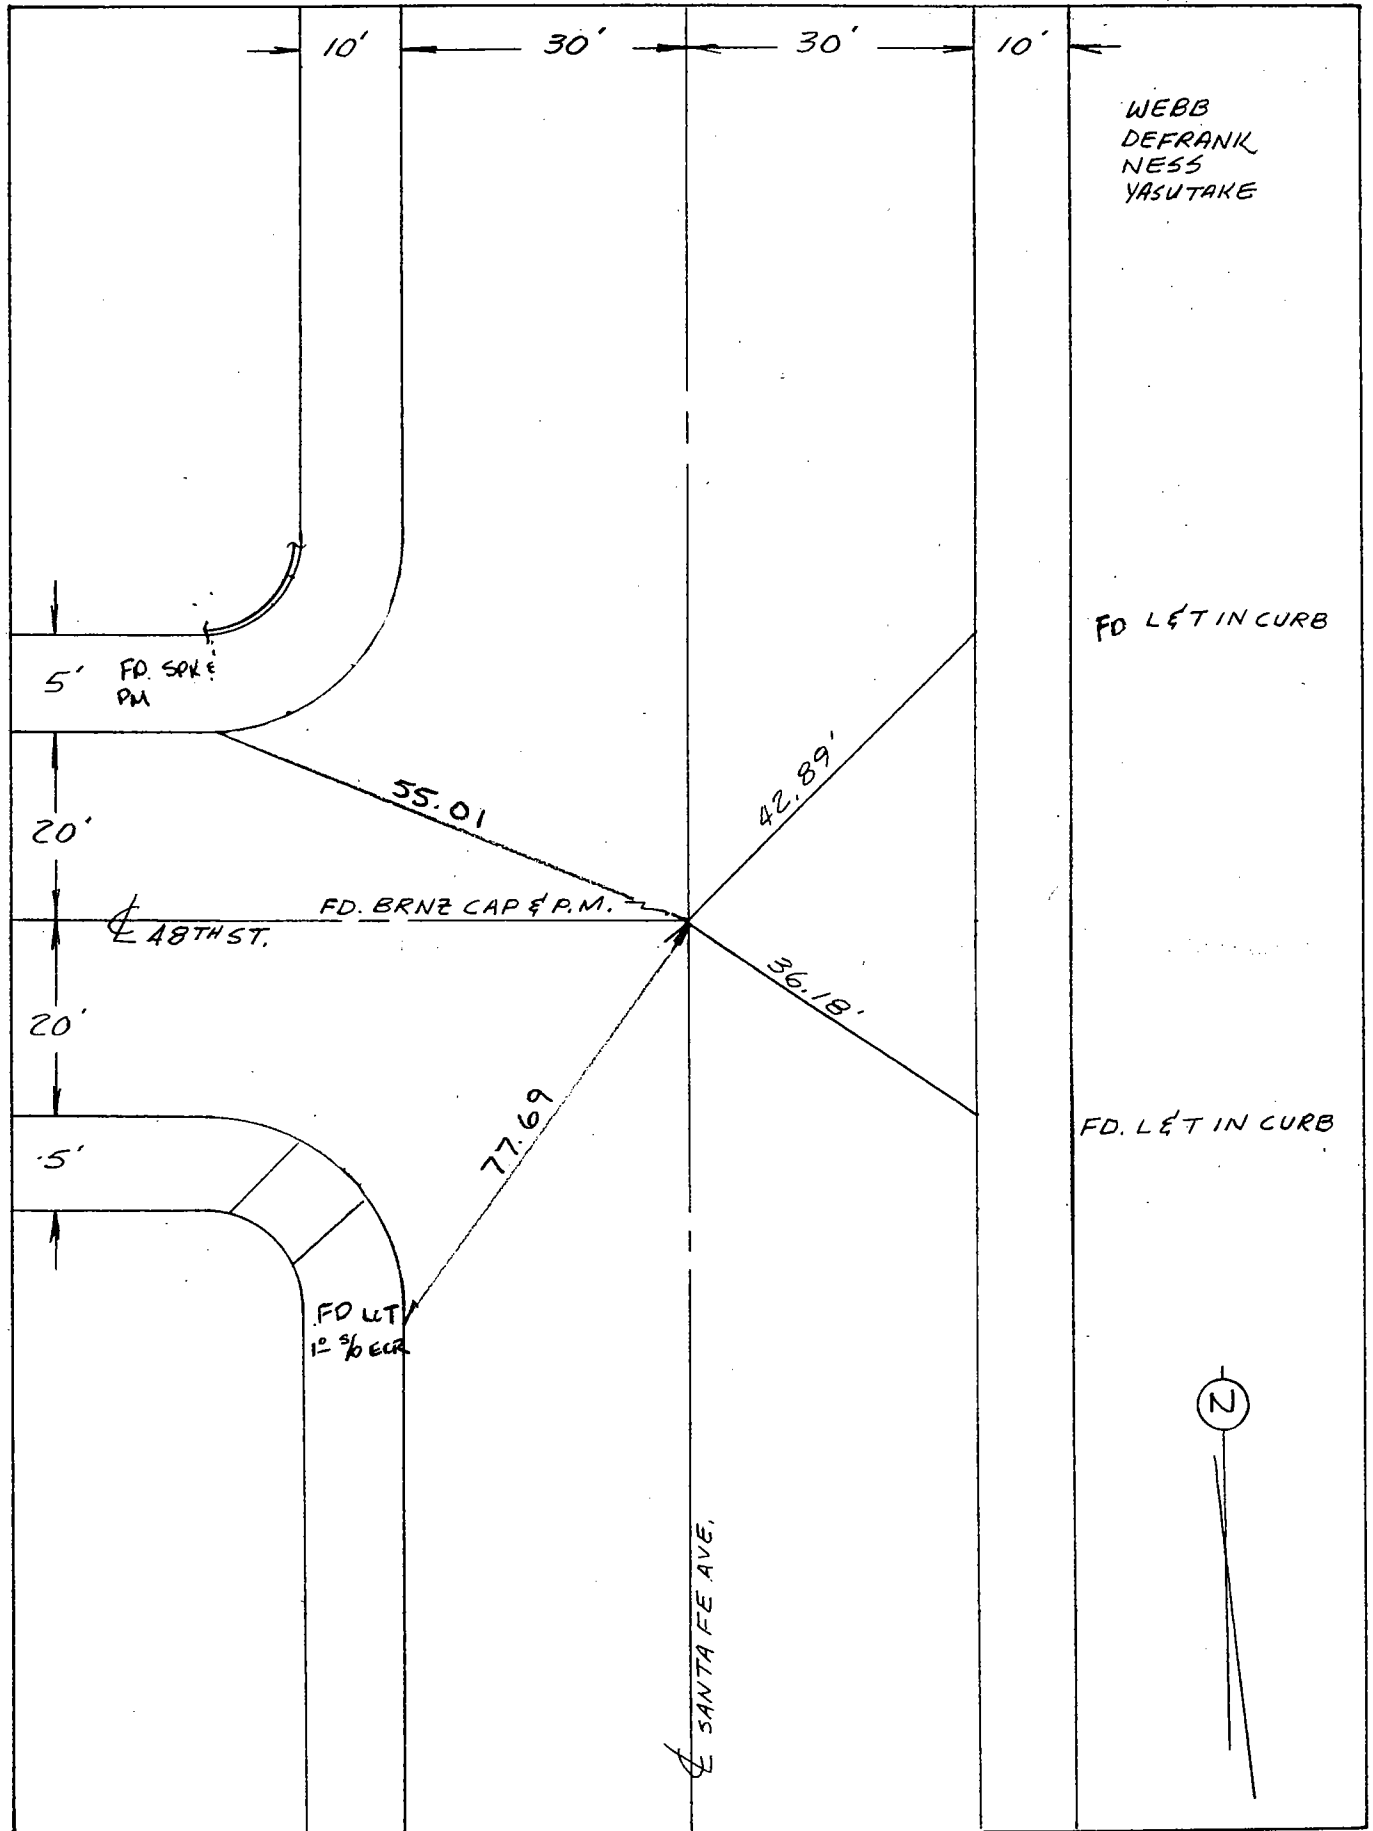 10' 30' 30' 10'
WEBB
DEFRANK
NESS
YASUTAKE
FD L&T IN CURB
5'
FD. SPK &
PM
42.89'
55.01
20'
FD. BRNZ CAP & P.M.
℄ 48TH ST.
36.18'
20'
77.69
5'
FD. L&T IN CURB
FD L&T
1º S/O ECR
N
℄ SANTA FE AVE.